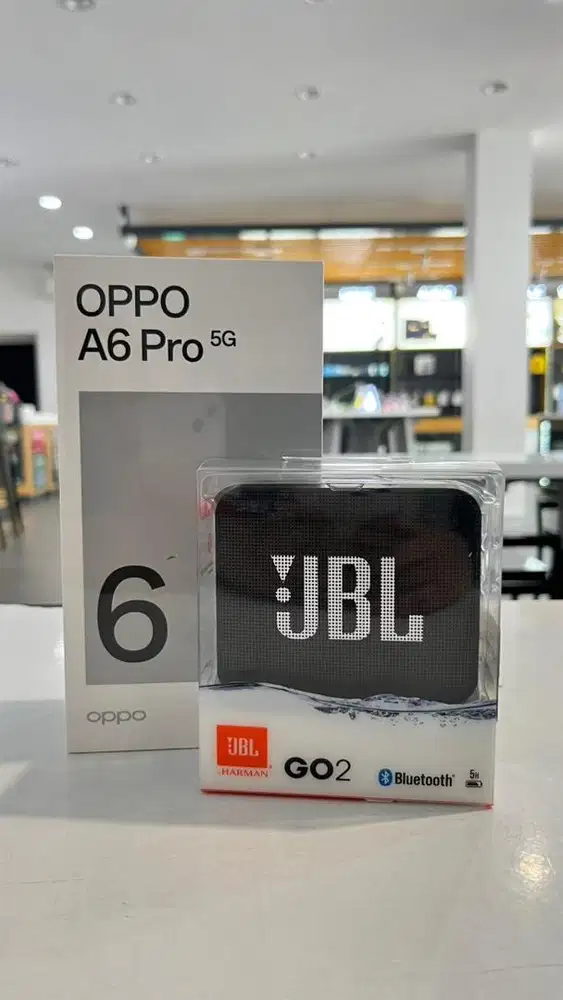 OPPO
A6 Pro 5G
6
oppo
JBL
JBL
HARMAN
GO2
Bluetooth
5H